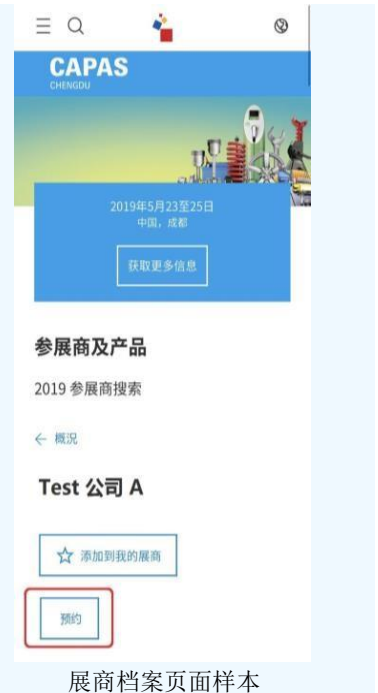 CAPAS
CHENGDU
2019年5月23至25日
中国，成都
获取更多信息
参展商及产品
2019 参展商搜索
← 概况
Test 公司 A
☆ 添加到我的展商
预约
展商档案页面样本